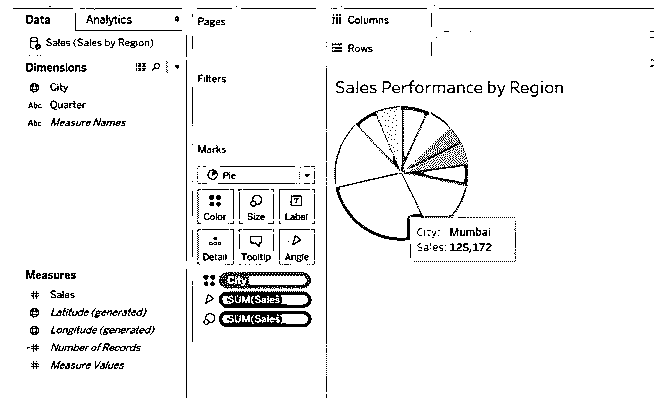 Data
Analytics
Sales (Sales by Region)
Dimensions
City
Abc Quarter
Abc Measure Names
Measures
# Sales
Latitude (generated)
Longitude (generated)
# Number of Records
# Measure Values
Pages
Filters
Marks
Pie
Color Size Label
Detail Tooltip Angle
City
SUM(Sales)
SUM(Sales)
Columns
Rows
Sales Performance by Region
City: Mumbai
Sales: 125,172